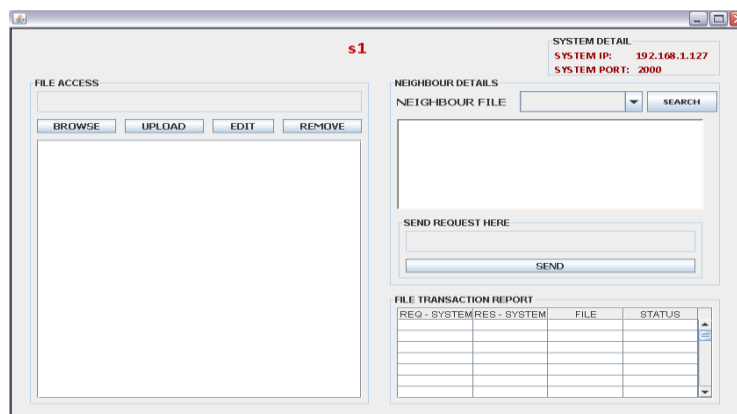 s1
SYSTEM DETAIL
SYSTEM IP: 192.168.1.127
SYSTEM PORT: 2000
FILE ACCESS
BROWSE UPLOAD EDIT REMOVE
NEIGHBOUR DETAILS
NEIGHBOUR FILE SEARCH
SEND REQUEST HERE
SEND
FILE TRANSACTION REPORT
REQ - SYSTEM RES - SYSTEM FILE STATUS